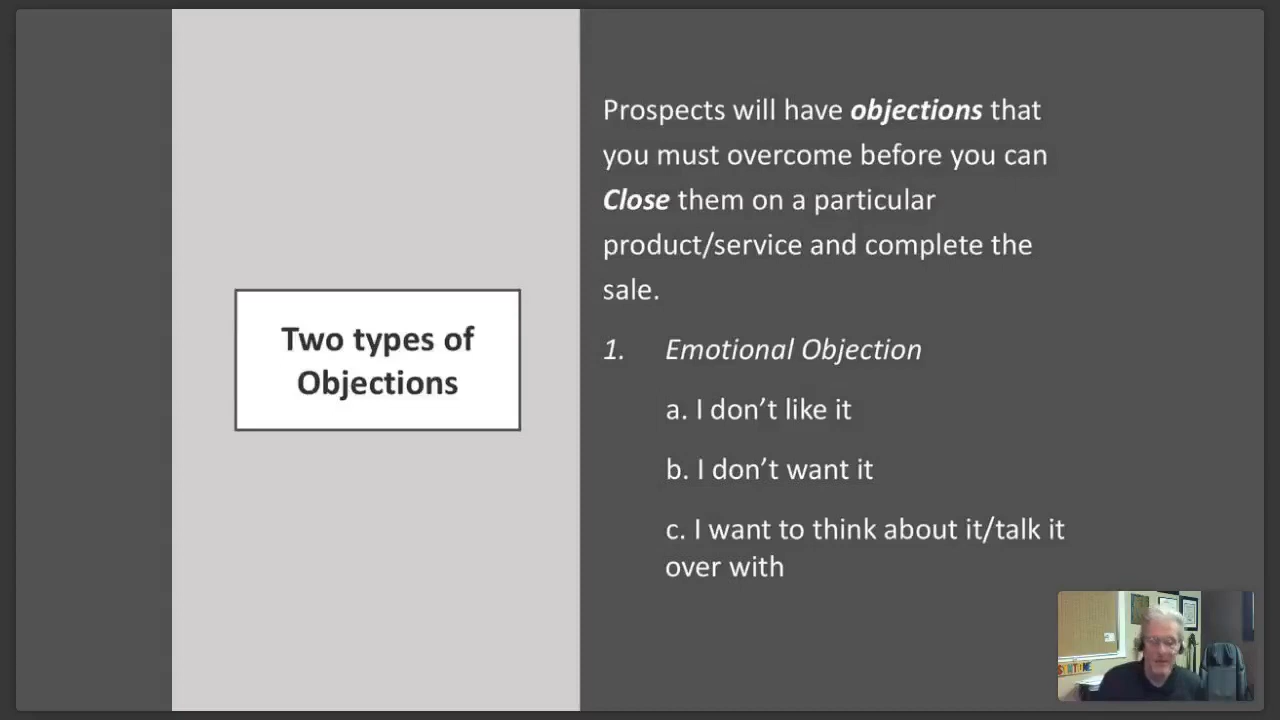 Two types of
Objections
Prospects will have objections that
you must overcome before you can
Close them on a particular
product/service and complete the
sale.
1. Emotional Objection
a. I don’t like it
b. I don’t want it
c. I want to think about it/talk it
over with